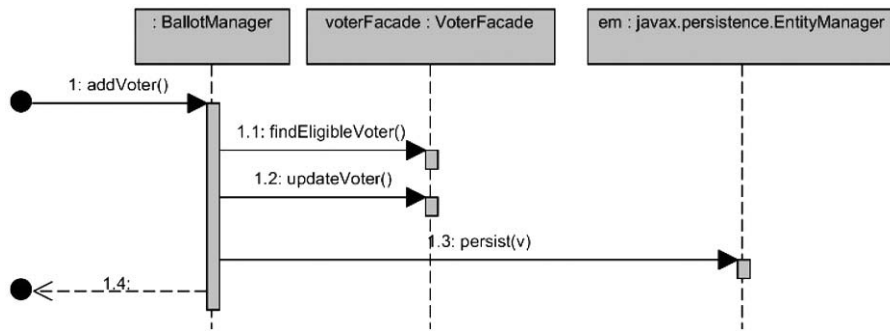 : BallotManager
voterFacade : VoterFacade
em : javax.persistence.EntityManager
1: addVoter()
1.1: findEligibleVoter()
1.2: updateVoter()
1.3: persist(v)
1.4: